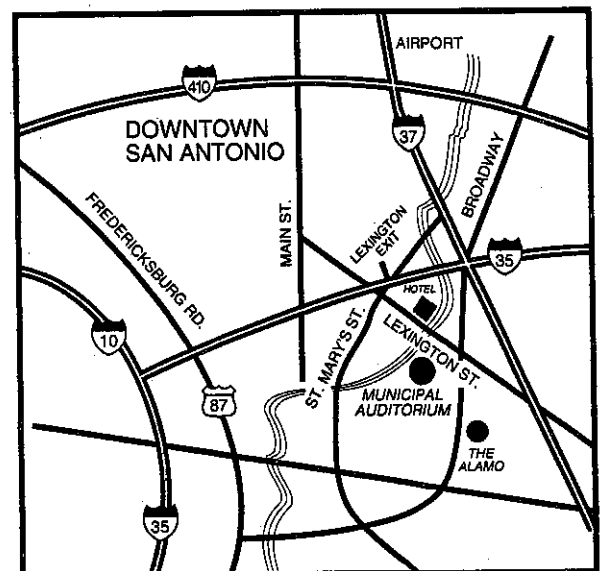 AIRPORT
410
DOWNTOWN
SAN ANTONIO
37
BROADWAY
FREDERICKSBURG RD.
MAIN ST.
LEXINGTON
EXIT
35
HOTEL
10
ST. MARY'S ST.
LEXINGTON ST.
87
MUNICIPAL
AUDITORIUM
THE
ALAMO
35